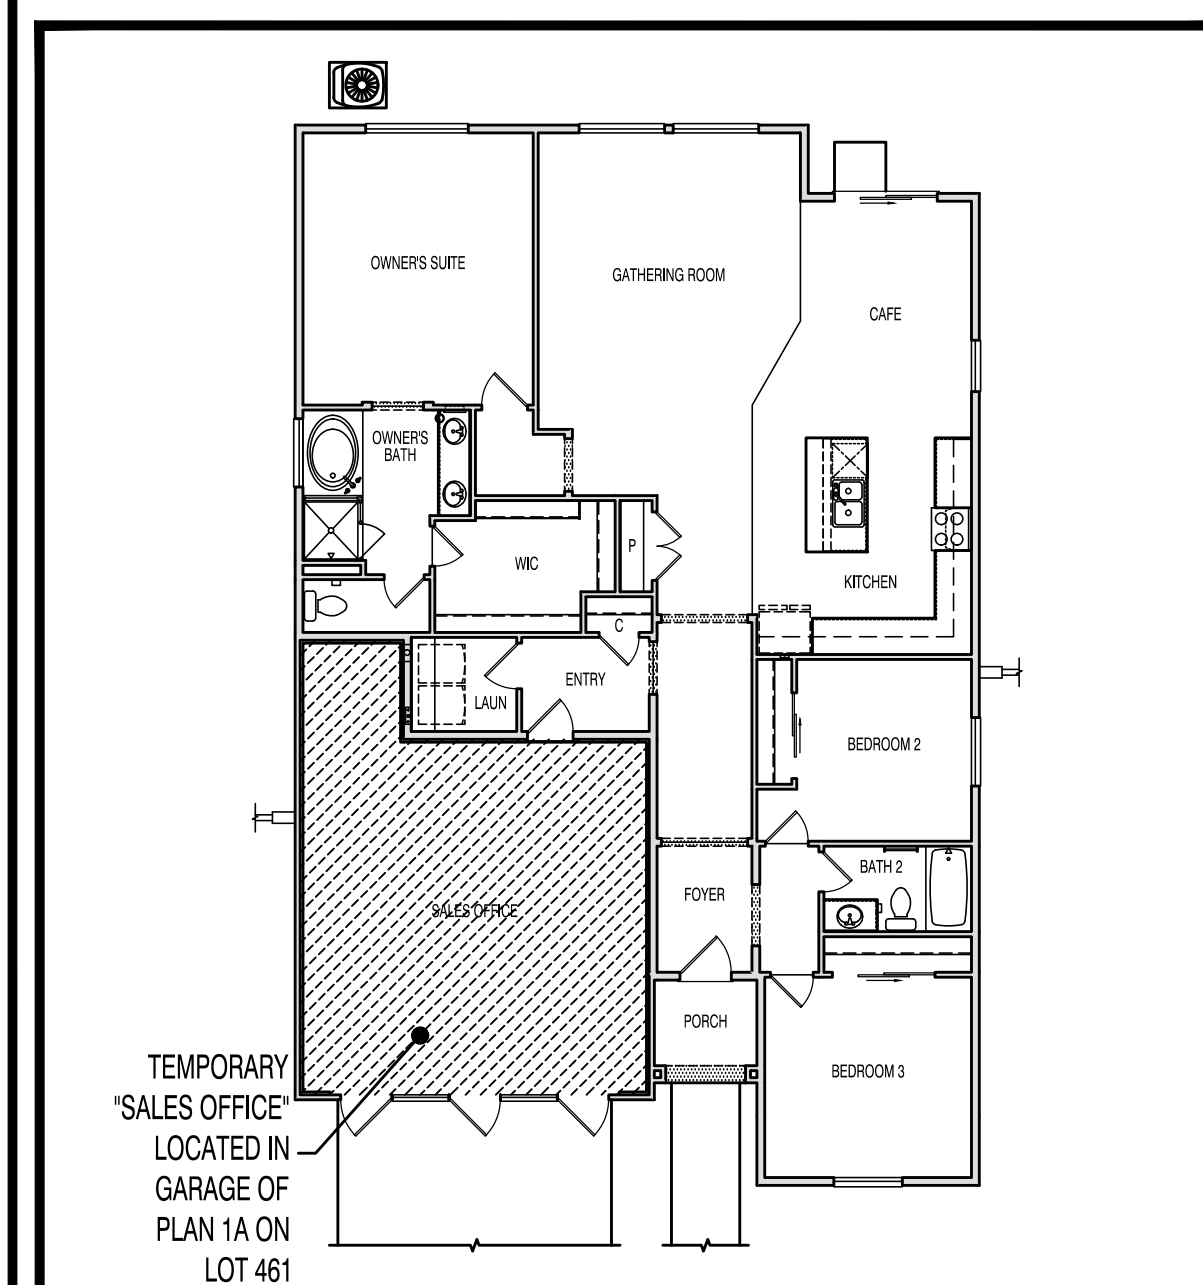 OWNER'S SUITE
GATHERING ROOM
CAFE
OWNER'S
BATH
WIC
P
KITCHEN
C
ENTRY
LAUN
BEDROOM 2
BATH 2
FOYER
SALES OFFICE
PORCH
BEDROOM 3
TEMPORARY
"SALES OFFICE"
LOCATED IN
GARAGE OF
PLAN 1A ON
LOT 461